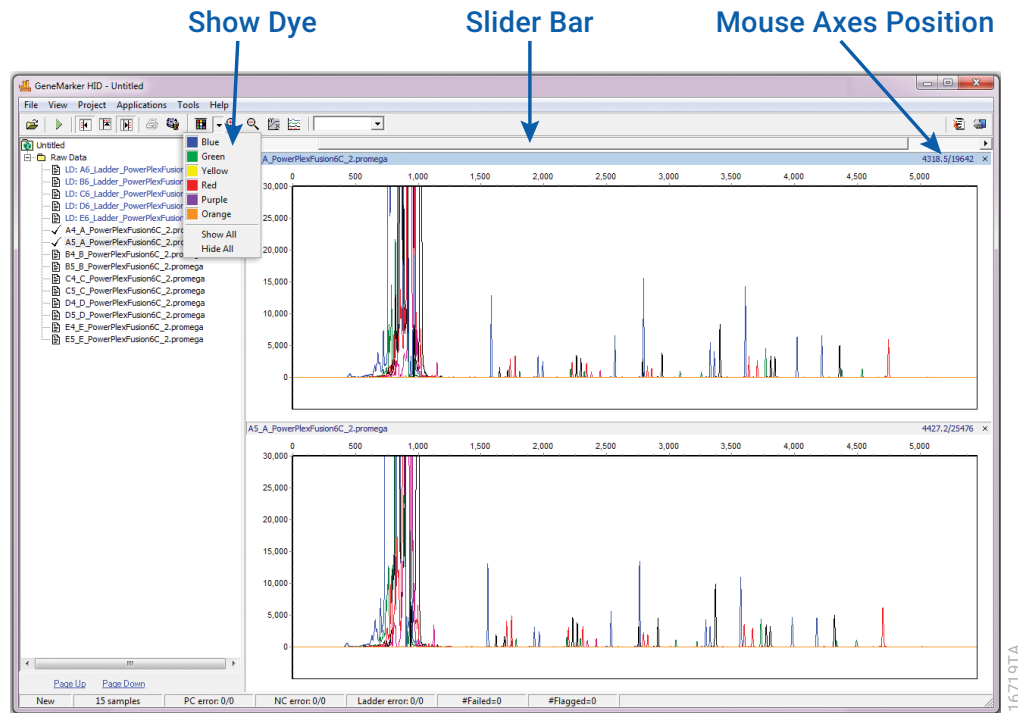 Show Dye Slider Bar Mouse Axes Position
GeneMarker HID - Untitled
File View Project Applications Tools Help
Untitled
Raw Data
LD: A6_Ladder_PowerPlexFusion
LD: B6_Ladder_PowerPlexFusion
LD: C6_Ladder_PowerPlexFusion
LD: D6_Ladder_PowerPlexFusion
LD: E6_Ladder_PowerPlexFusion
A4_A_PowerPlexFusion6C_2.pro
A5_A_PowerPlexFusion6C_2.pro
B4_B_PowerPlexFusion6C_2.promega
B5_B_PowerPlexFusion6C_2.promega
C4_C_PowerPlexFusion6C_2.promega
C5_C_PowerPlexFusion6C_2.promega
D4_D_PowerPlexFusion6C_2.promega
D5_D_PowerPlexFusion6C_2.promega
E4_E_PowerPlexFusion6C_2.promega
E5_E_PowerPlexFusion6C_2.promega
Page Up Page Down
Blue
Green
Yellow
Red
Purple
Orange
Show All
Hide All
A_PowerPlexFusion6C_2.promega 4318.5/19642 ×
0 500 1,000 1,500 2,000 2,500 3,000 3,500 4,000 4,500 5,000
30,000
25,000
20,000
15,000
10,000
5,000
0
A5_A_PowerPlexFusion6C_2.promega 4427.2/25476 ×
0 500 1,000 1,500 2,000 2,500 3,000 3,500 4,000 4,500 5,000
30,000
25,000
20,000
15,000
10,000
5,000
0
New 15 samples PC error: 0/0 NC error: 0/0 Ladder error: 0/0 #Failed=0 #Flagged=0
16719TA